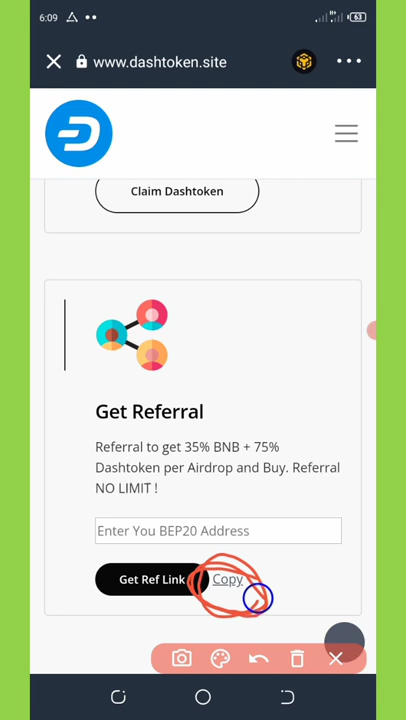 6:09
63
www.dashtoken.site
Claim Dashtoken
Get Referral
Referral to get 35% BNB + 75%
Dashtoken per Airdrop and Buy. Referral
NO LIMIT !
Enter You BEP20 Address
Get Ref Link Copy